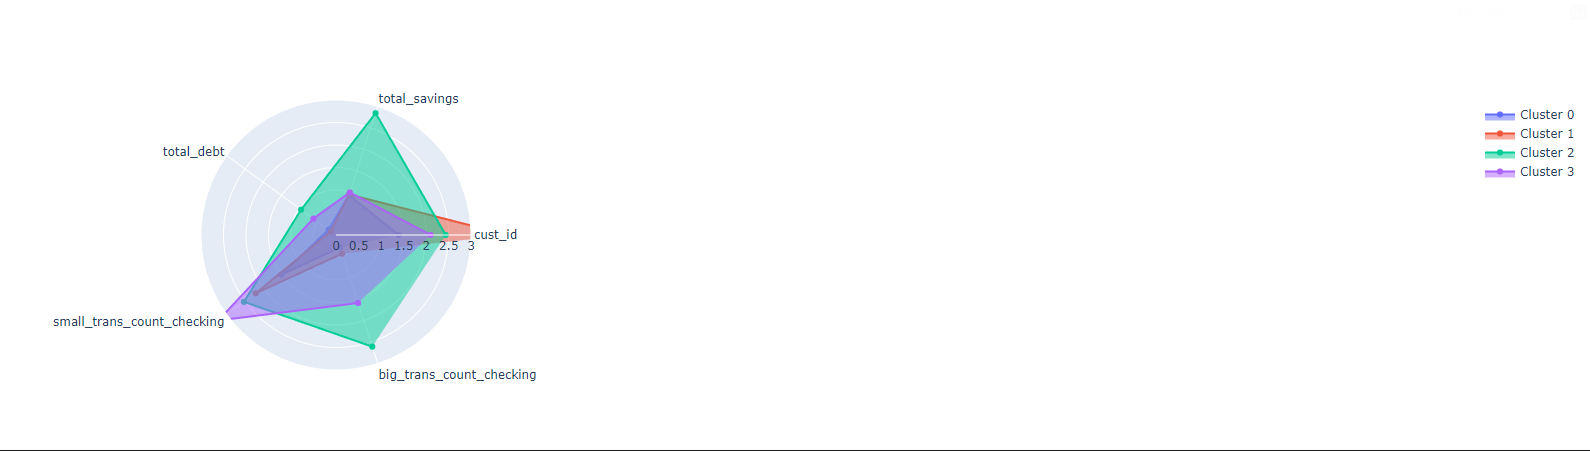 total_savings
total_debt
cust_id
0 0.5 1 1.5 2 2.5 3
small_trans_count_checking
big_trans_count_checking
Cluster 0
Cluster 1
Cluster 2
Cluster 3